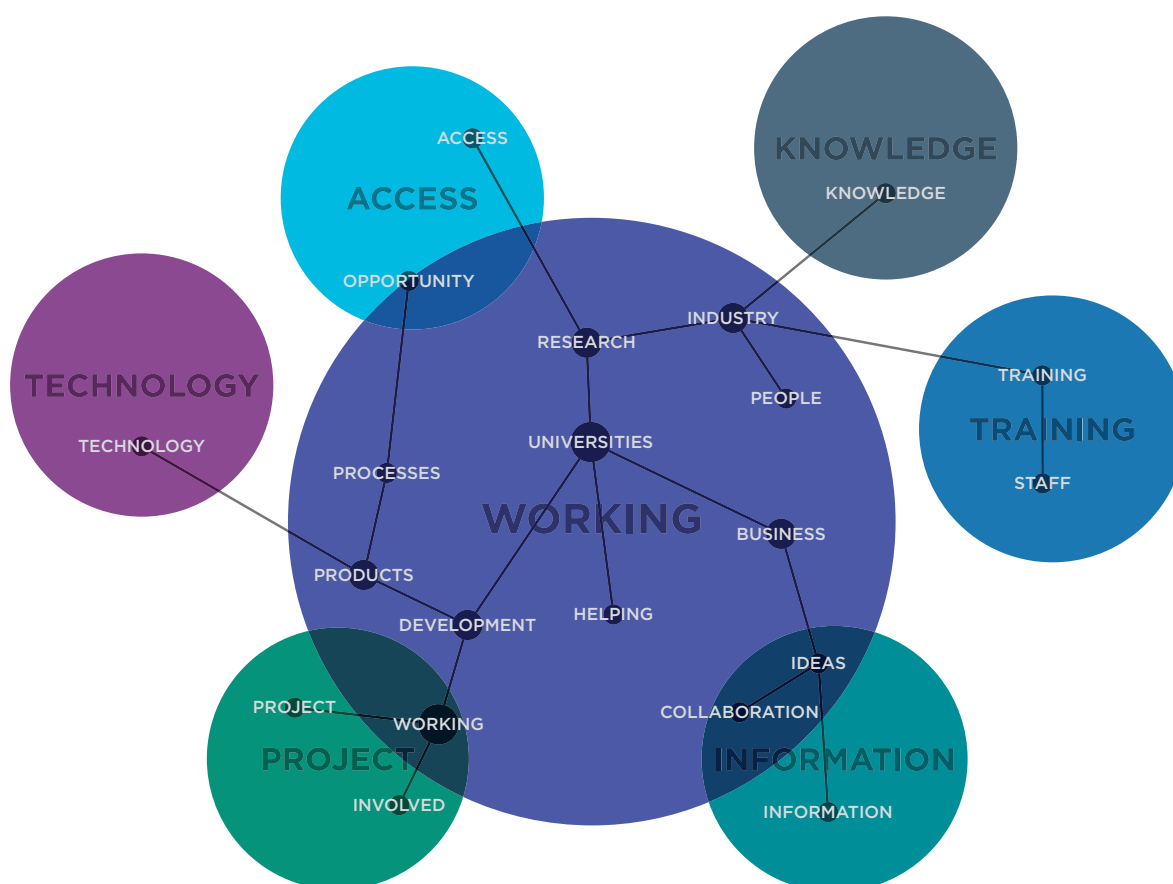 ACCESS
KNOWLEDGE
KNOWLEDGE
ACCESS
OPPORTUNITY
INDUSTRY
RESEARCH
TRAINING
TECHNOLOGY
PEOPLE
TRAINING
UNIVERSITIES
TECHNOLOGY
PROCESSES
STAFF
WORKING
BUSINESS
PRODUCTS
HELPING
DEVELOPMENT
IDEAS
PROJECT
COLLABORATION
WORKING
PROJECT
INFORMATION
INVOLVED
INFORMATION